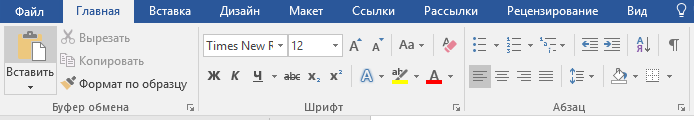 Файл Главная Вставка Дизайн Макет Ссылки Рассылки Рецензирование Вид
Вставить
Вырезать
Копировать
Формат по образцу
Буфер обмена
Times New R 12 Aa
Ж К Ч abc x₂ x² A ab A
Шрифт
Абзац